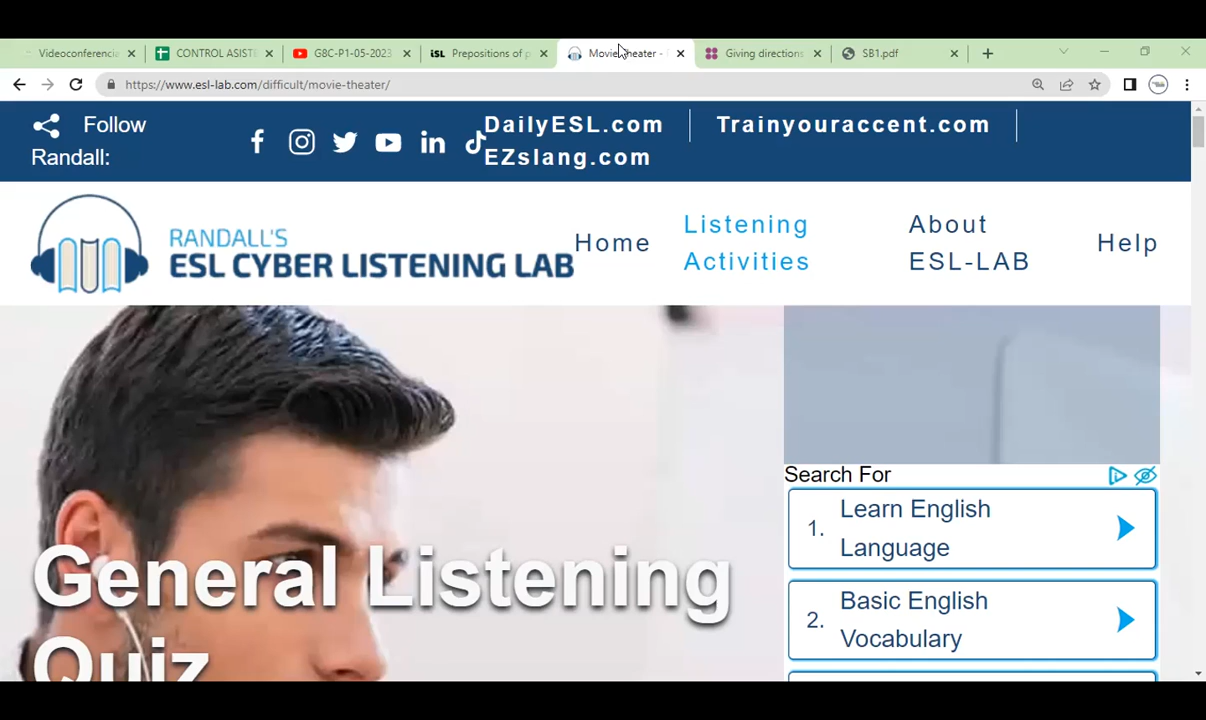 Videoconferencia
CONTROL ASIST
G8C-P1-05-2023
iSL Prepositions of p
Movie Theater -
Giving directions
SB1.pdf
https://www.esl-lab.com/difficult/movie-theater/
Follow
Randall:
DailyESL.com
Trainyouraccent.com
EZslang.com
RANDALL'S
ESL CYBER LISTENING LAB
Home
Listening
Activities
About
ESL-LAB
Help
Search For
1. Learn English
Language
2. Basic English
Vocabulary
General Listening
Quiz